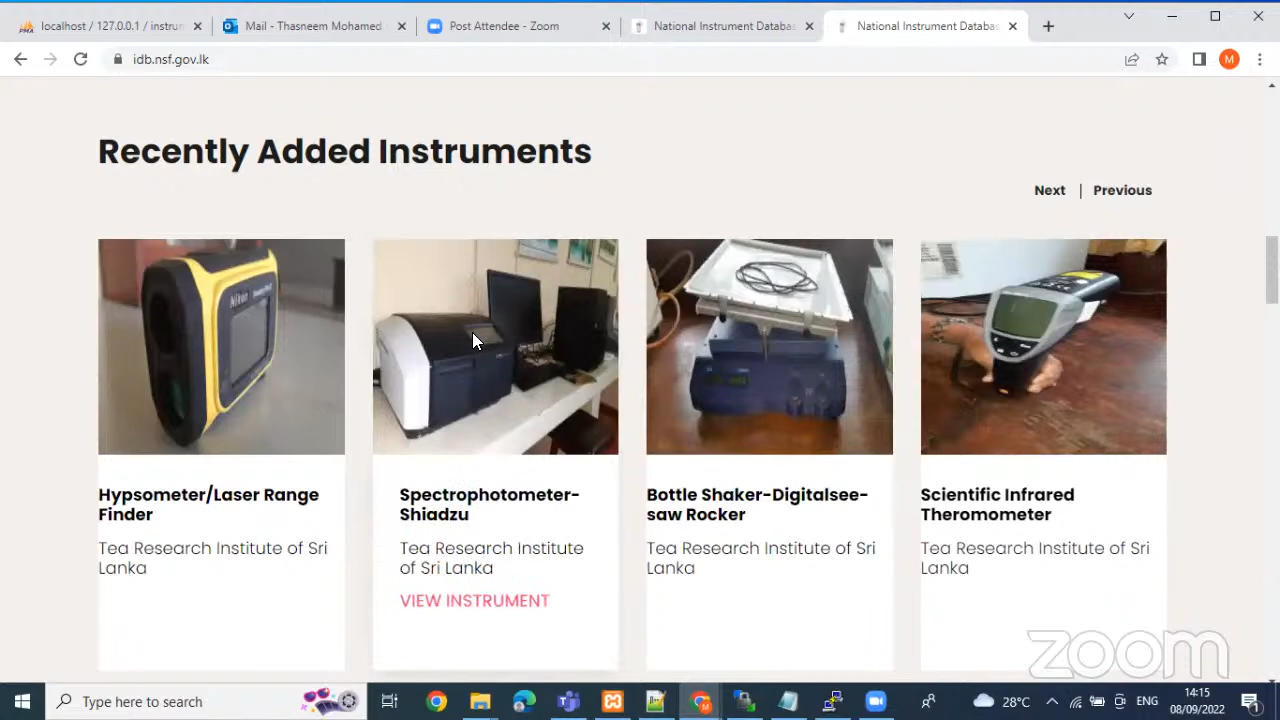 localhost / 127.0.0.1 / instrun
Mail - Thasneem Mohamed
Post Attendee - Zoom
National Instrument Databas
National Instrument Databas
idb.nsf.gov.lk
M
Recently Added Instruments
Next | Previous
Nikon
Hypsometer/Laser Range
Finder
Tea Research Institute of Sri
Lanka
Spectrophotometer-
Shiadzu
Tea Research Institute
of Sri Lanka
VIEW INSTRUMENT
Bottle Shaker-Digitalsee-
saw Rocker
Tea Research Institute of Sri
Lanka
Scientific Infrared
Theromometer
Tea Research Institute of Sri
Lanka
zoom
Type here to search
28°C
ENG
14:15
08/09/2022
1